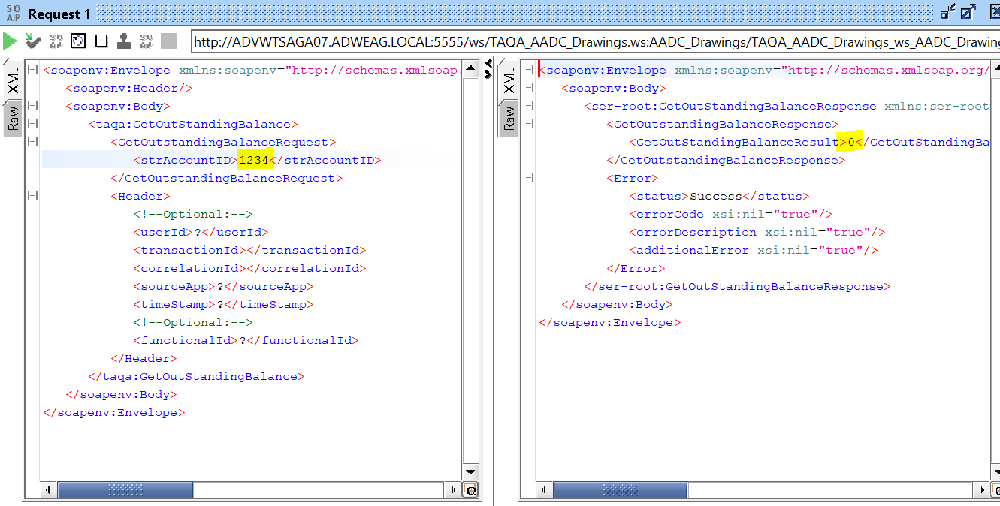 SO
AP
Request 1
http://ADVWTSAGA07.ADWEAG.LOCAL:5555/ws/TAQA_AADC_Drawings.ws:AADC_Drawings/TAQA_AADC_Drawings_ws_AADC_Drawing
XML
Raw
<soapenv:Envelope xmlns:soapenv="http://schemas.xmlsoap.
<soapenv:Header/>
<soapenv:Body>
<taqa:GetOutStandingBalance>
<GetOutstandingBalanceRequest>
<strAccountID>1234</strAccountID>
</GetOutstandingBalanceRequest>
<Header>
<!--Optional:-->
<userId>?</userId>
<transactionId></transactionId>
<correlationId></correlationId>
<sourceApp>?</sourceApp>
<timeStamp>?</timeStamp>
<!--Optional:-->
<functionalId>?</functionalId>
</Header>
</taqa:GetOutStandingBalance>
</soapenv:Body>
</soapenv:Envelope>
XML
Raw
<soapenv:Envelope xmlns:soapenv="http://schemas.xmlsoap.org/
<soapenv:Body>
<ser-root:GetOutStandingBalanceResponse xmlns:ser-root
<GetOutstandingBalanceResponse>
<GetOutStandingBalanceResult>0</GetOutStandingBa
</GetOutstandingBalanceResponse>
<Error>
<status>Success</status>
<errorCode xsi:nil="true"/>
<errorDescription xsi:nil="true"/>
<additionalError xsi:nil="true"/>
</Error>
</ser-root:GetOutStandingBalanceResponse>
</soapenv:Body>
</soapenv:Envelope>